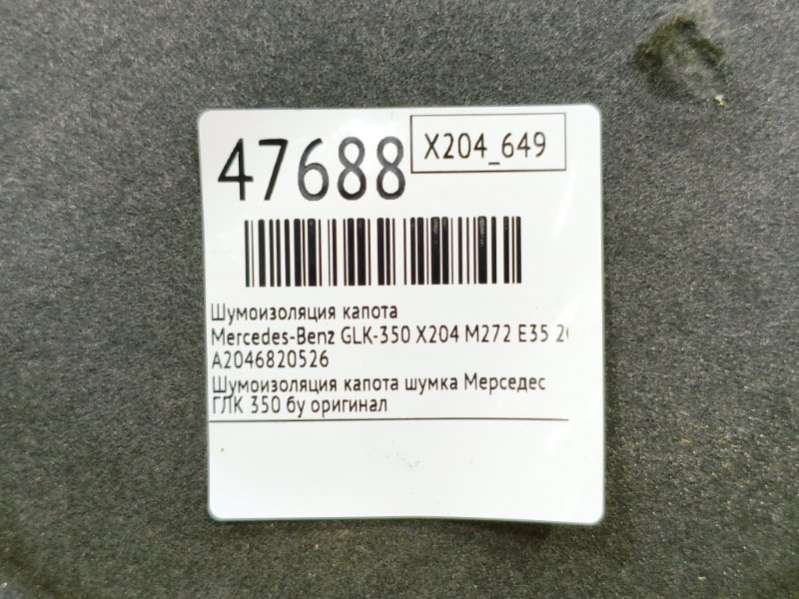 47688
X204_649
Шумоизоляция капота
Mercedes-Benz GLK-350 X204 M272 E35
A2046820526
Шумоизоляция капота шумка Мерседес
ГЛК 350 бу оригинал